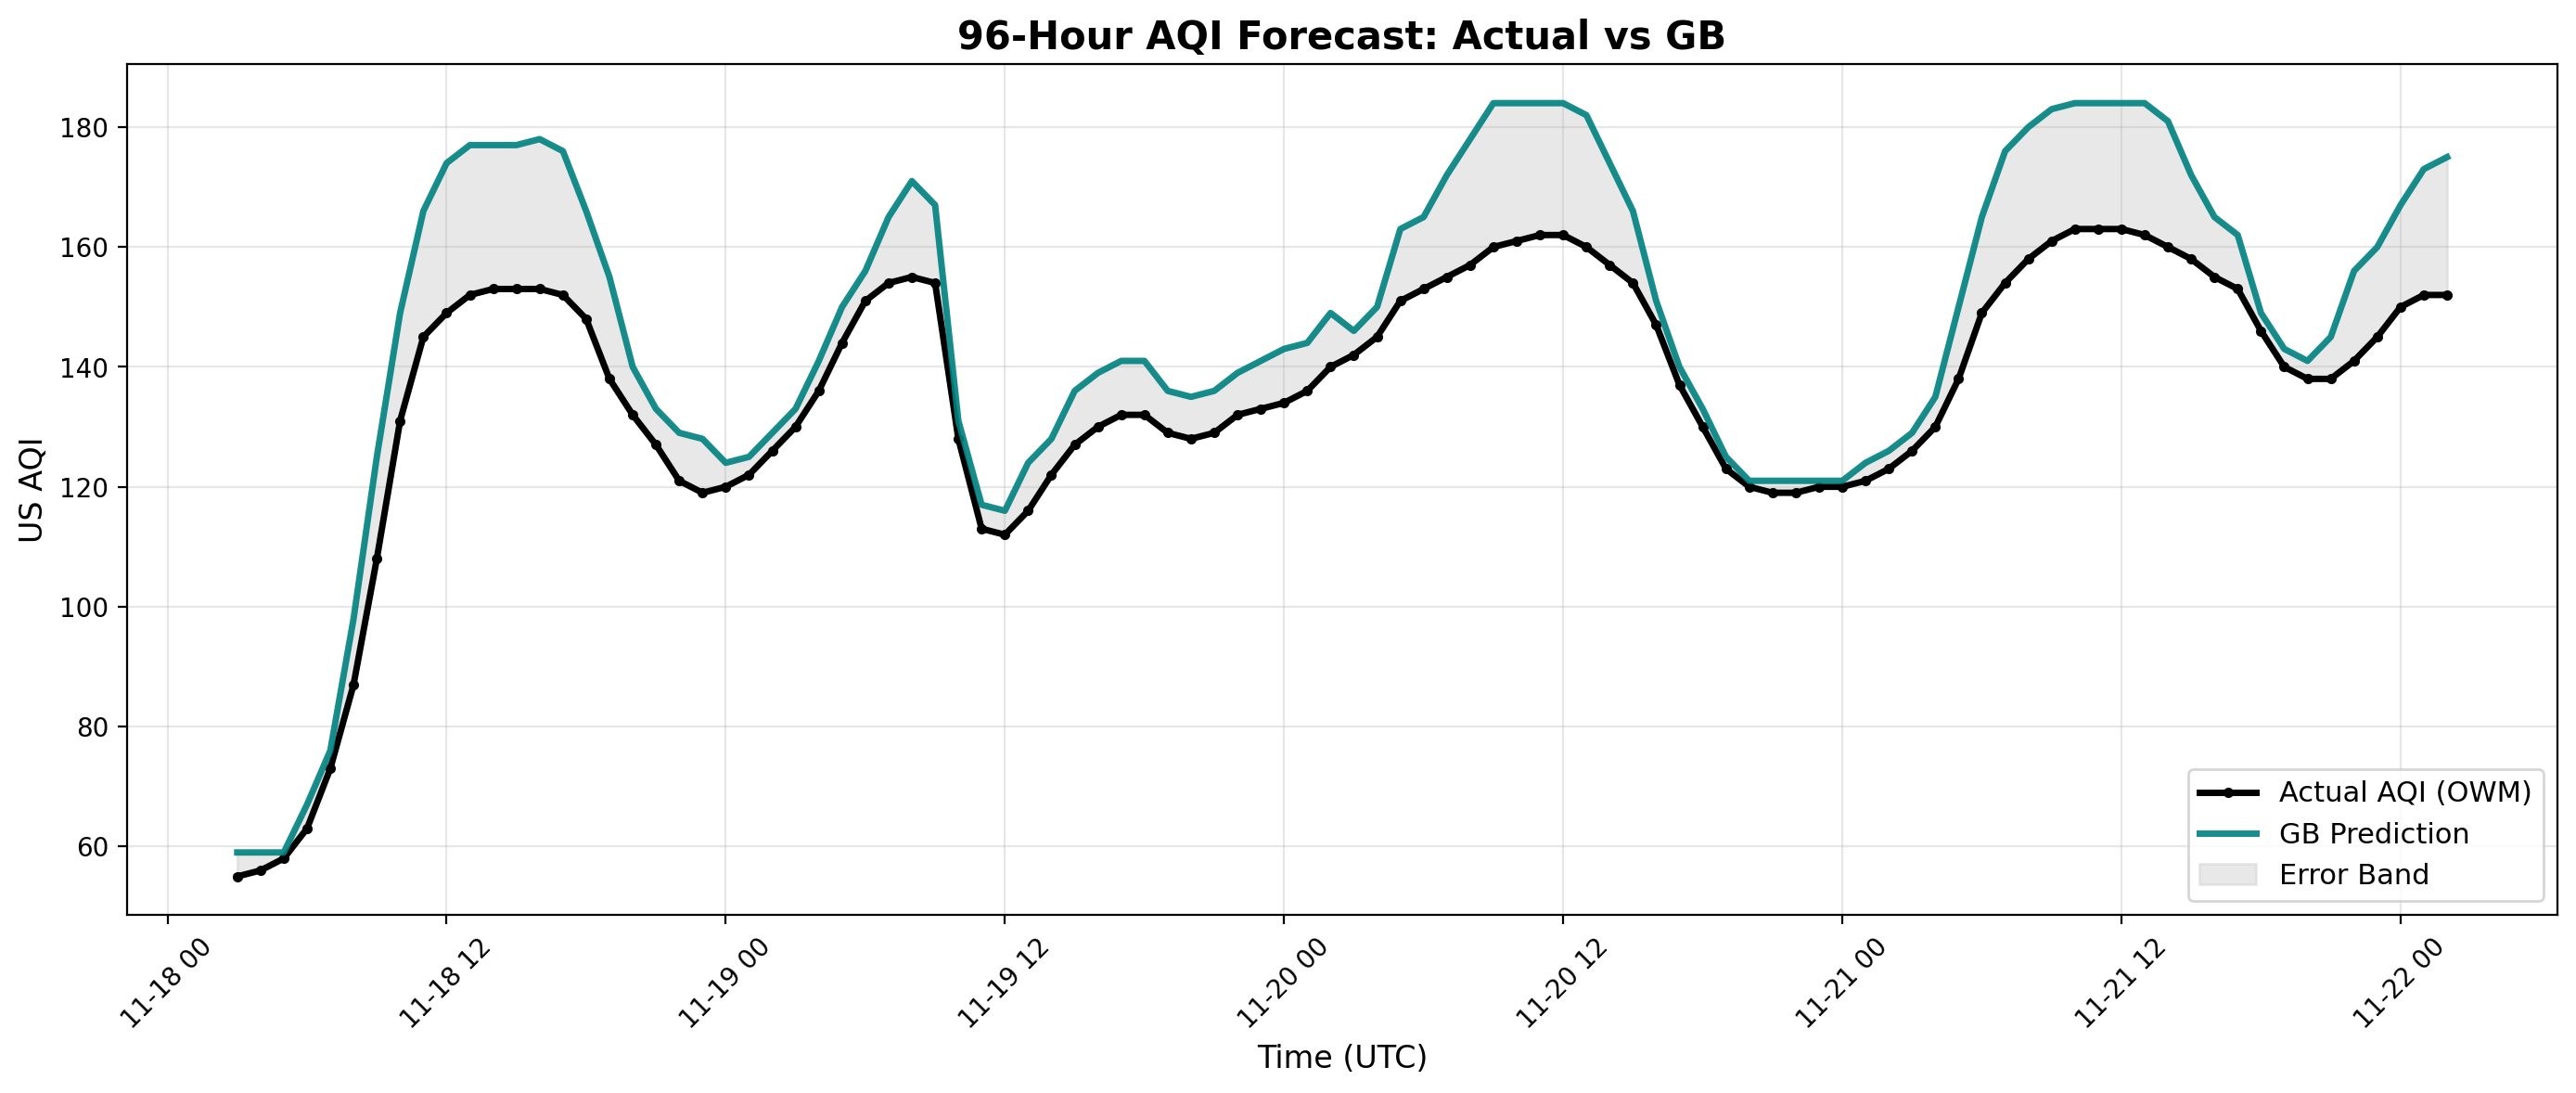 96-Hour AQI Forecast: Actual vs GB
US AQI
180
160
140
120
100
80
60
Actual AQI (OWM)
GB Prediction
Error Band
11-18 00
11-18 12
11-19 00
11-19 12
11-20 00
11-20 12
11-21 00
11-21 12
11-22 00
Time (UTC)